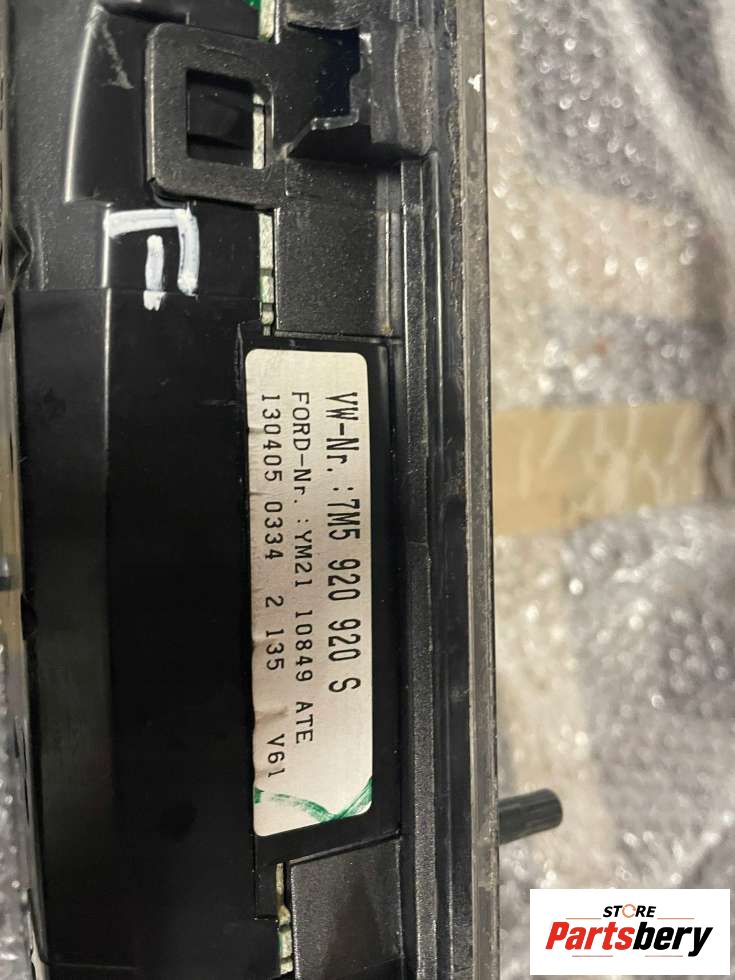 VW-Nr.:7M5 920 920 S
FORD-Nr.:YM21 10849 ATE
130405 0334 2 135 V61
STORE
Partsbery